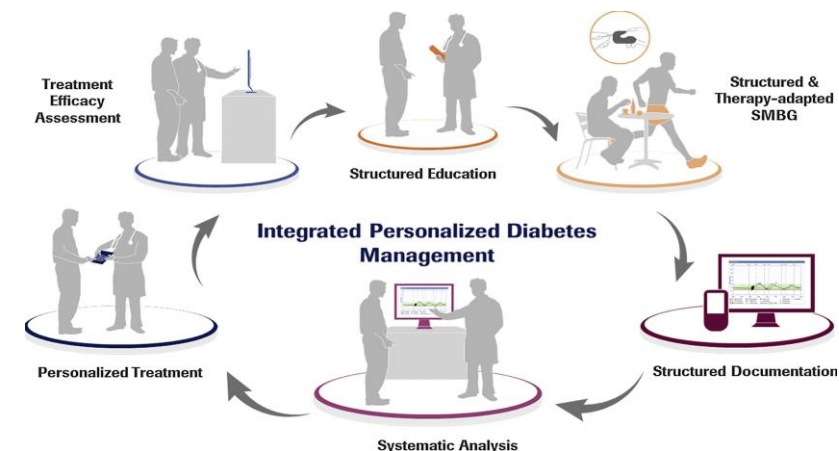 Treatment
Efficacy
Assessment
Structured Education
Structured &
Therapy-adapted
SMBG
Integrated Personalized Diabetes
Management
Personalized Treatment
Structured Documentation
Systematic Analysis